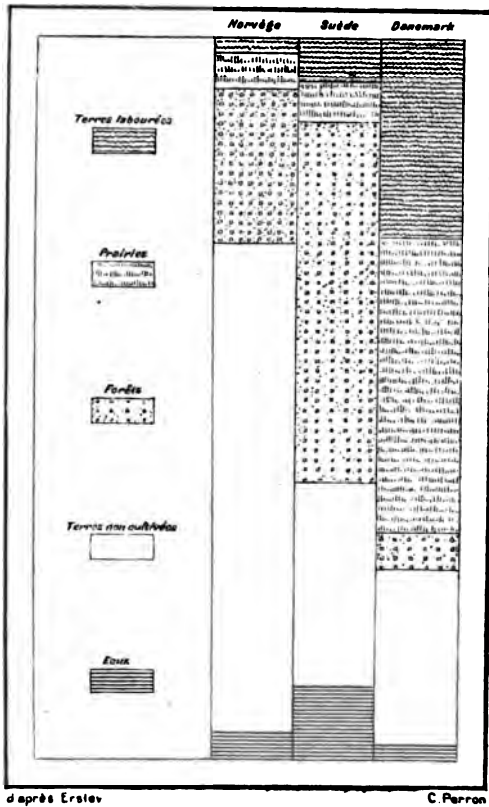 Norvège Suède Danemark
Terres labourées
Prairies
Forêts
Terres non cultivées
Eaux
d'après Erslev
C. Perron